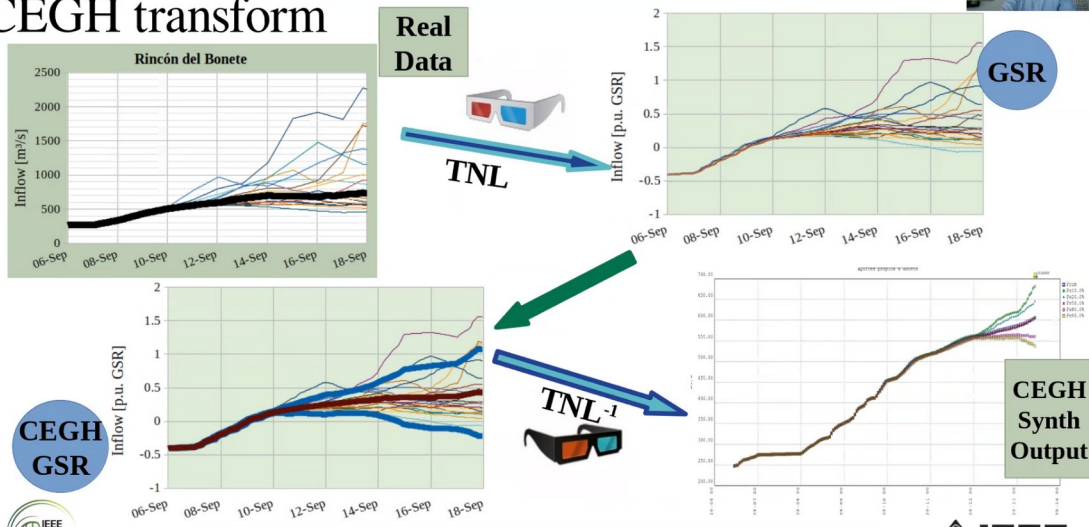 CEGH transform
Real
Data
Rincón del Bonete
2500
2000
1500
1000
500
0
Inflow [m³/s]
06-Sep
08-Sep
10-Sep
12-Sep
14-Sep
16-Sep
18-Sep
TNL
GSR
2
1.5
1
0.5
0
-0.5
-1
Inflow [p.u. GSR]
06-Sep
08-Sep
10-Sep
12-Sep
14-Sep
16-Sep
18-Sep
CEGH
GSR
2
1.5
1
0.5
0
-0.5
-1
Inflow [p.u. GSR]
06-Sep
08-Sep
10-Sep
12-Sep
14-Sep
16-Sep
18-Sep
TNL-1
CEGH
Synth
Output
IEEE